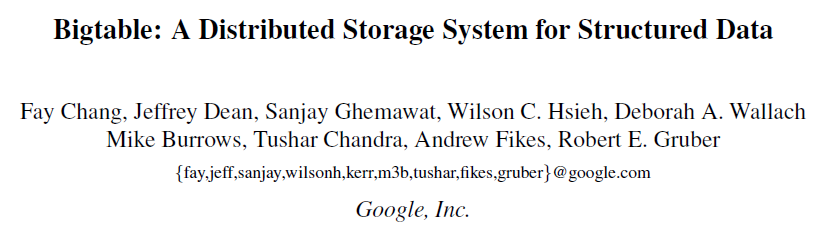 Bigtable: A Distributed Storage System for Structured Data
Fay Chang, Jeffrey Dean, Sanjay Ghemawat, Wilson C. Hsieh, Deborah A. Wallach
Mike Burrows, Tushar Chandra, Andrew Fikes, Robert E. Gruber
{fay,jeff,sanjay,wilsonh,kerr,m3b,tushar,fikes,gruber}@google.com
Google, Inc.